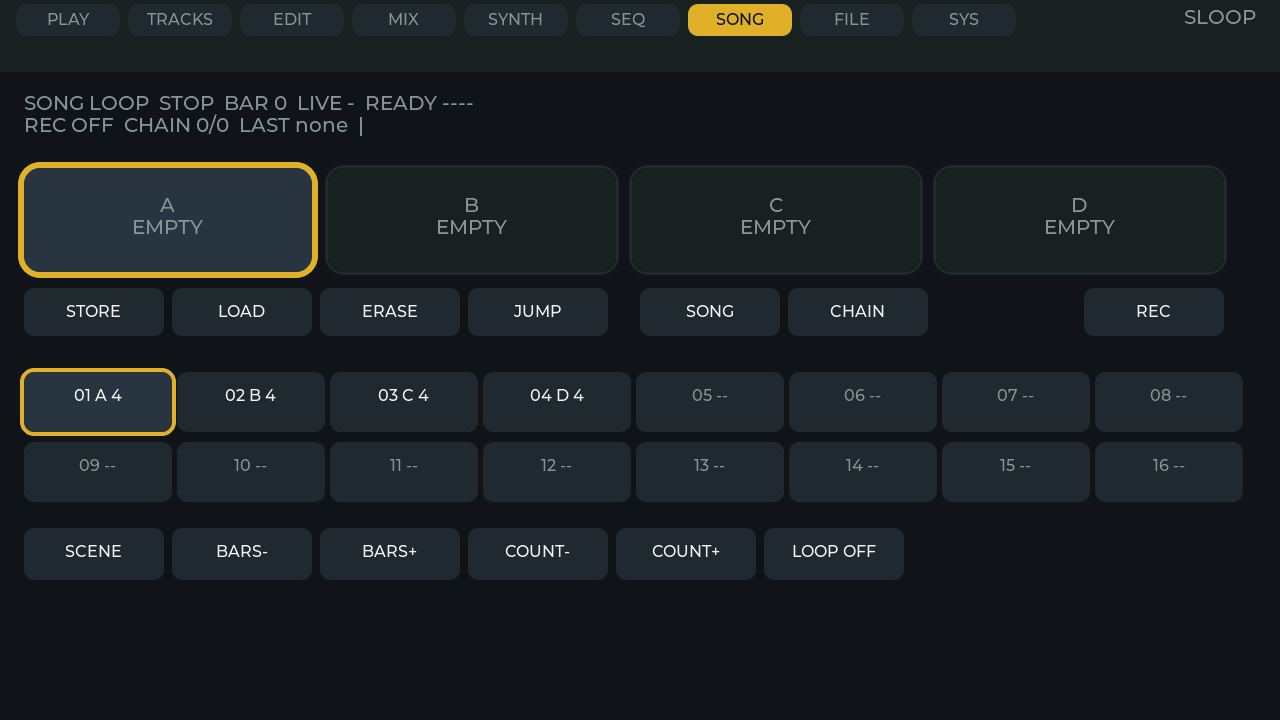 PLAY TRACKS EDIT MIX SYNTH SEQ SONG FILE SYS SLOOP
SONG LOOP  STOP  BAR 0  LIVE -  READY ----
REC OFF  CHAIN 0/0  LAST none  |
A B C D
EMPTY EMPTY EMPTY EMPTY
STORE LOAD ERASE JUMP SONG CHAIN REC
01 A 4 02 B 4 03 C 4 04 D 4 05 -- 06 -- 07 -- 08 --
09 -- 10 -- 11 -- 12 -- 13 -- 14 -- 15 -- 16 --
SCENE BARS- BARS+ COUNT- COUNT+ LOOP OFF